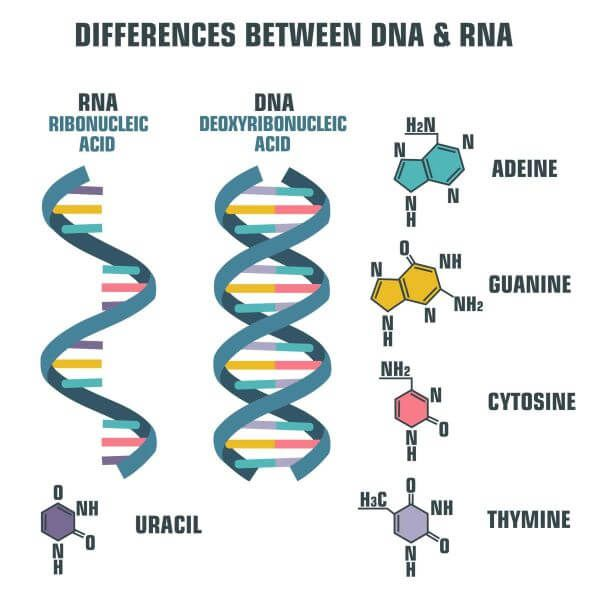 DIFFERENCES BETWEEN DNA & RNA
RNA
RIBONUCLEIC
ACID
DNA
DEOXYRIBONUCLEIC
ACID
H₂N
N
N
N
N
H
ADEINE
O
N
NH
NH₂
N
N
H
GUANINE
NH₂
N
O
N
H
CYTOSINE
O
H₃C
NH
O
N
H
THYMINE
O
NH
O
N
H
URACIL